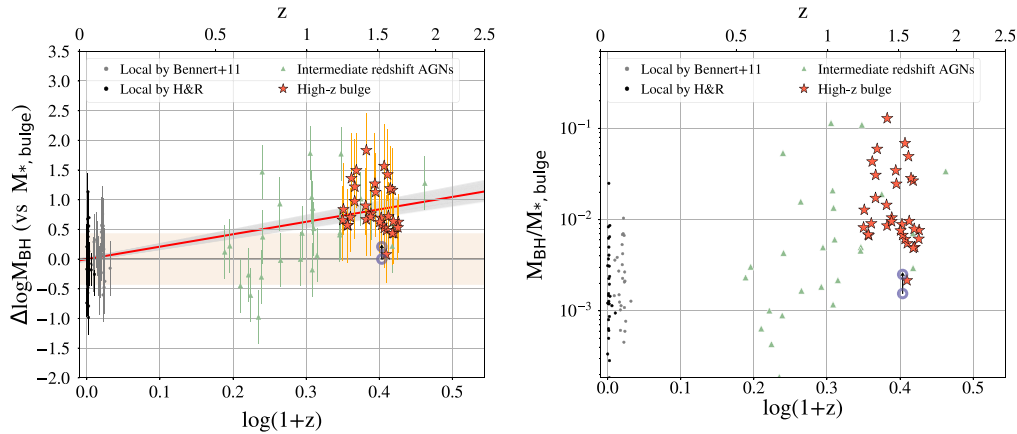 z
0 0.5 1 1.5 2 2.5
3.5
3.0
2.5
2.0
1.5
1.0
0.5
0.0
−0.5
−1.0
−1.5
−2.0
ΔlogM_BH (vs M_*, bulge)
Local by Bennert+11
Local by H&R
Intermediate redshift AGNs
High-z bulge
0.0 0.1 0.2 0.3 0.4 0.5
log(1+z)
z
0 0.5 1 1.5 2 2.5
10⁻¹
10⁻²
10⁻³
M_BH/M_*, bulge
Local by Bennert+11
Local by H&R
Intermediate redshift AGNs
High-z bulge
0.0 0.1 0.2 0.3 0.4 0.5
log(1+z)